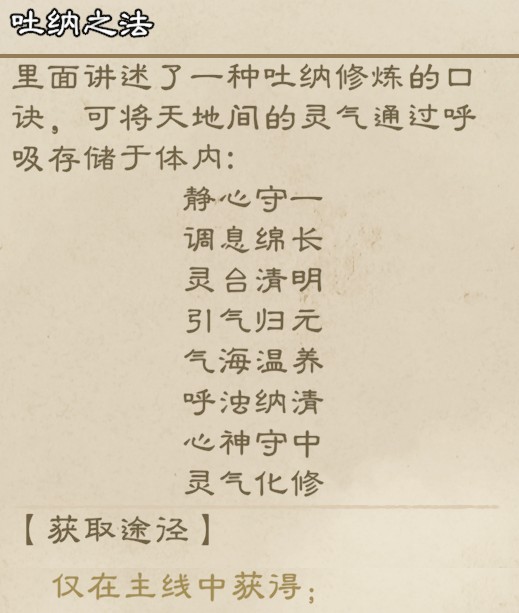 吐纳之法
里面讲述了一种吐纳修炼的口
诀，可将天地间的灵气通过呼
吸存储于体内：
静心守一
调息绵长
灵台清明
引气归元
气海温养
呼浊纳清
心神守中
灵气化修
【获取途径】
仅在主线中获得；